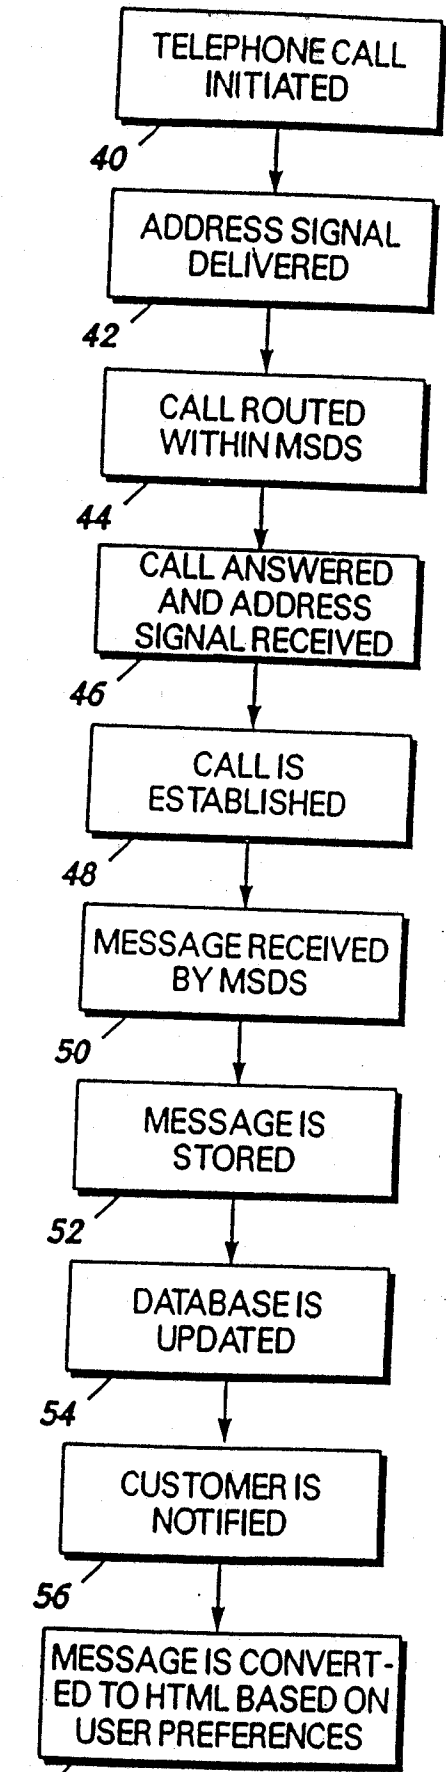 TELEPHONE CALL
INITIATED
40
ADDRESS SIGNAL
DELIVERED
42
CALL ROUTED
WITHIN MSDS
44
CALL ANSWERED
AND ADDRESS
SIGNAL RECEIVED
46
CALL IS
ESTABLISHED
48
MESSAGE RECEIVED
BY MSDS
50
MESSAGE IS
STORED
52
DATABASE IS
UPDATED
54
CUSTOMER IS
NOTIFIED
56
MESSAGE IS CONVERT-
ED TO HTML BASED ON
USER PREFERENCES